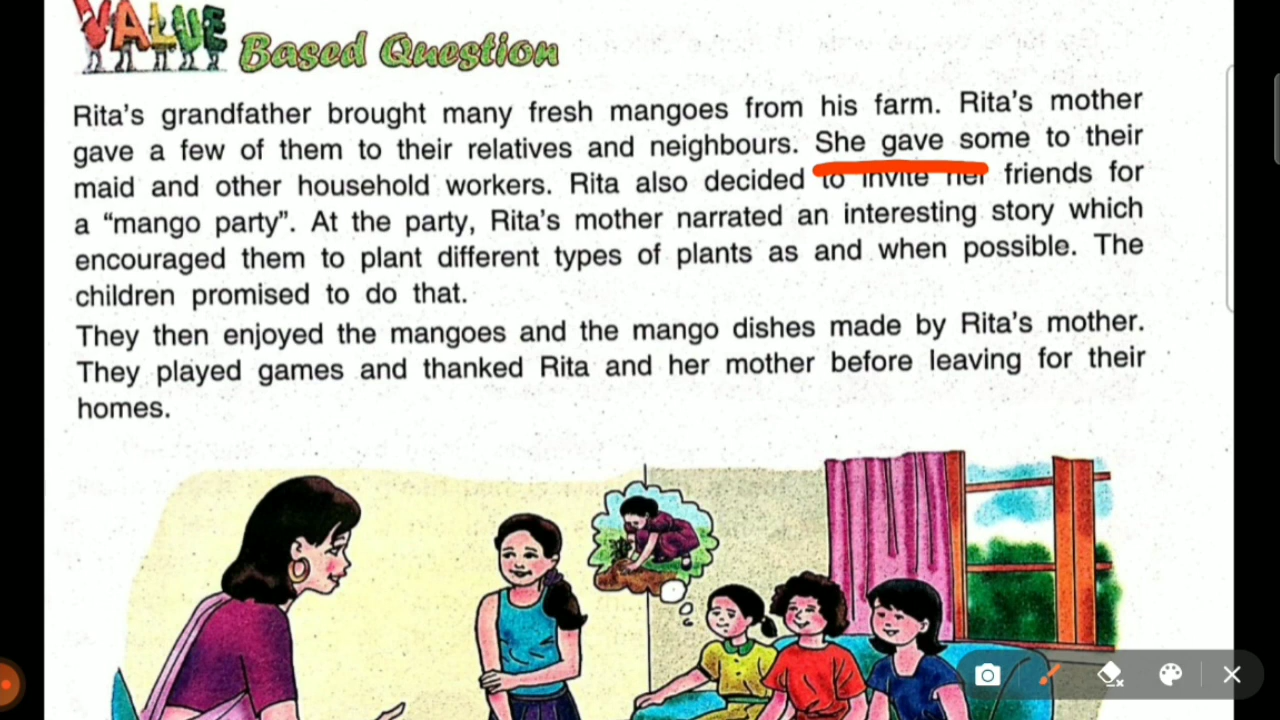 VALUE Based Question
Rita's grandfather brought many fresh mangoes from his farm. Rita's mother
gave a few of them to their relatives and neighbours. She gave some to their
maid and other household workers. Rita also decided to invite her friends for
a “mango party”. At the party, Rita's mother narrated an interesting story which
encouraged them to plant different types of plants as and when possible. The
children promised to do that.
They then enjoyed the mangoes and the mango dishes made by Rita's mother.
They played games and thanked Rita and her mother before leaving for their
homes.